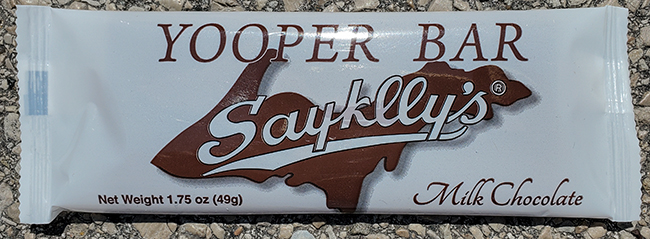 YOOPER BAR
Sayklly's®
Net Weight 1.75 oz (49g)
Milk Chocolate